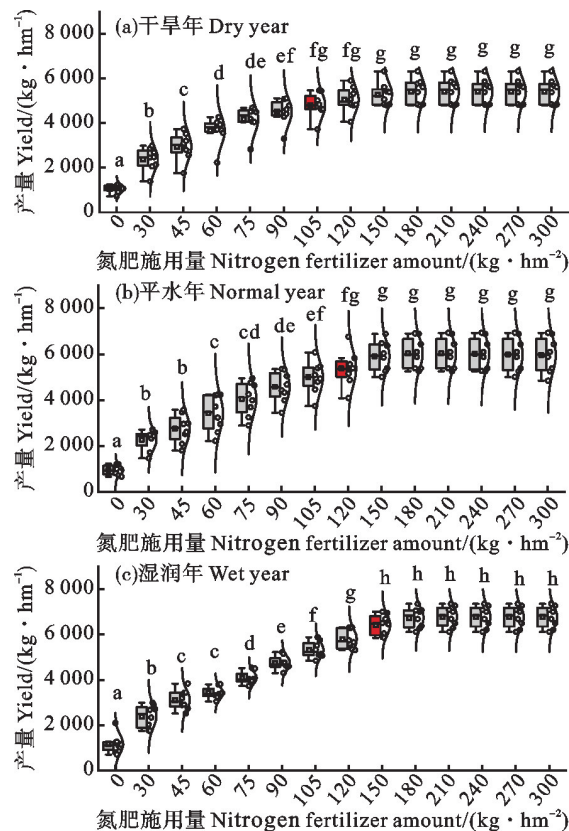 (a)干旱年 Dry year
产量 Yield/(kg·hm⁻²)
8 000
6 000
4 000
2 000
0
a b c d de ef fg fg g g g g g g
0 30 45 60 75 90 105 120 150 180 210 240 270 300
氮肥施用量 Nitrogen fertilizer amount/(kg·hm⁻²)
(b)平水年 Normal year
产量 Yield/(kg·hm⁻²)
8 000
6 000
4 000
2 000
0
a b b c cd de ef fg g g g g g g
0 30 45 60 75 90 105 120 150 180 210 240 270 300
氮肥施用量 Nitrogen fertilizer amount/(kg·hm⁻²)
(c)湿润年 Wet year
产量 Yield/(kg·hm⁻¹)
8 000
6 000
4 000
2 000
0
a b c c d e f g h h h h h h
0 30 45 60 75 90 105 120 150 180 210 240 270 300
氮肥施用量 Nitrogen fertilizer amount/(kg·hm⁻²)